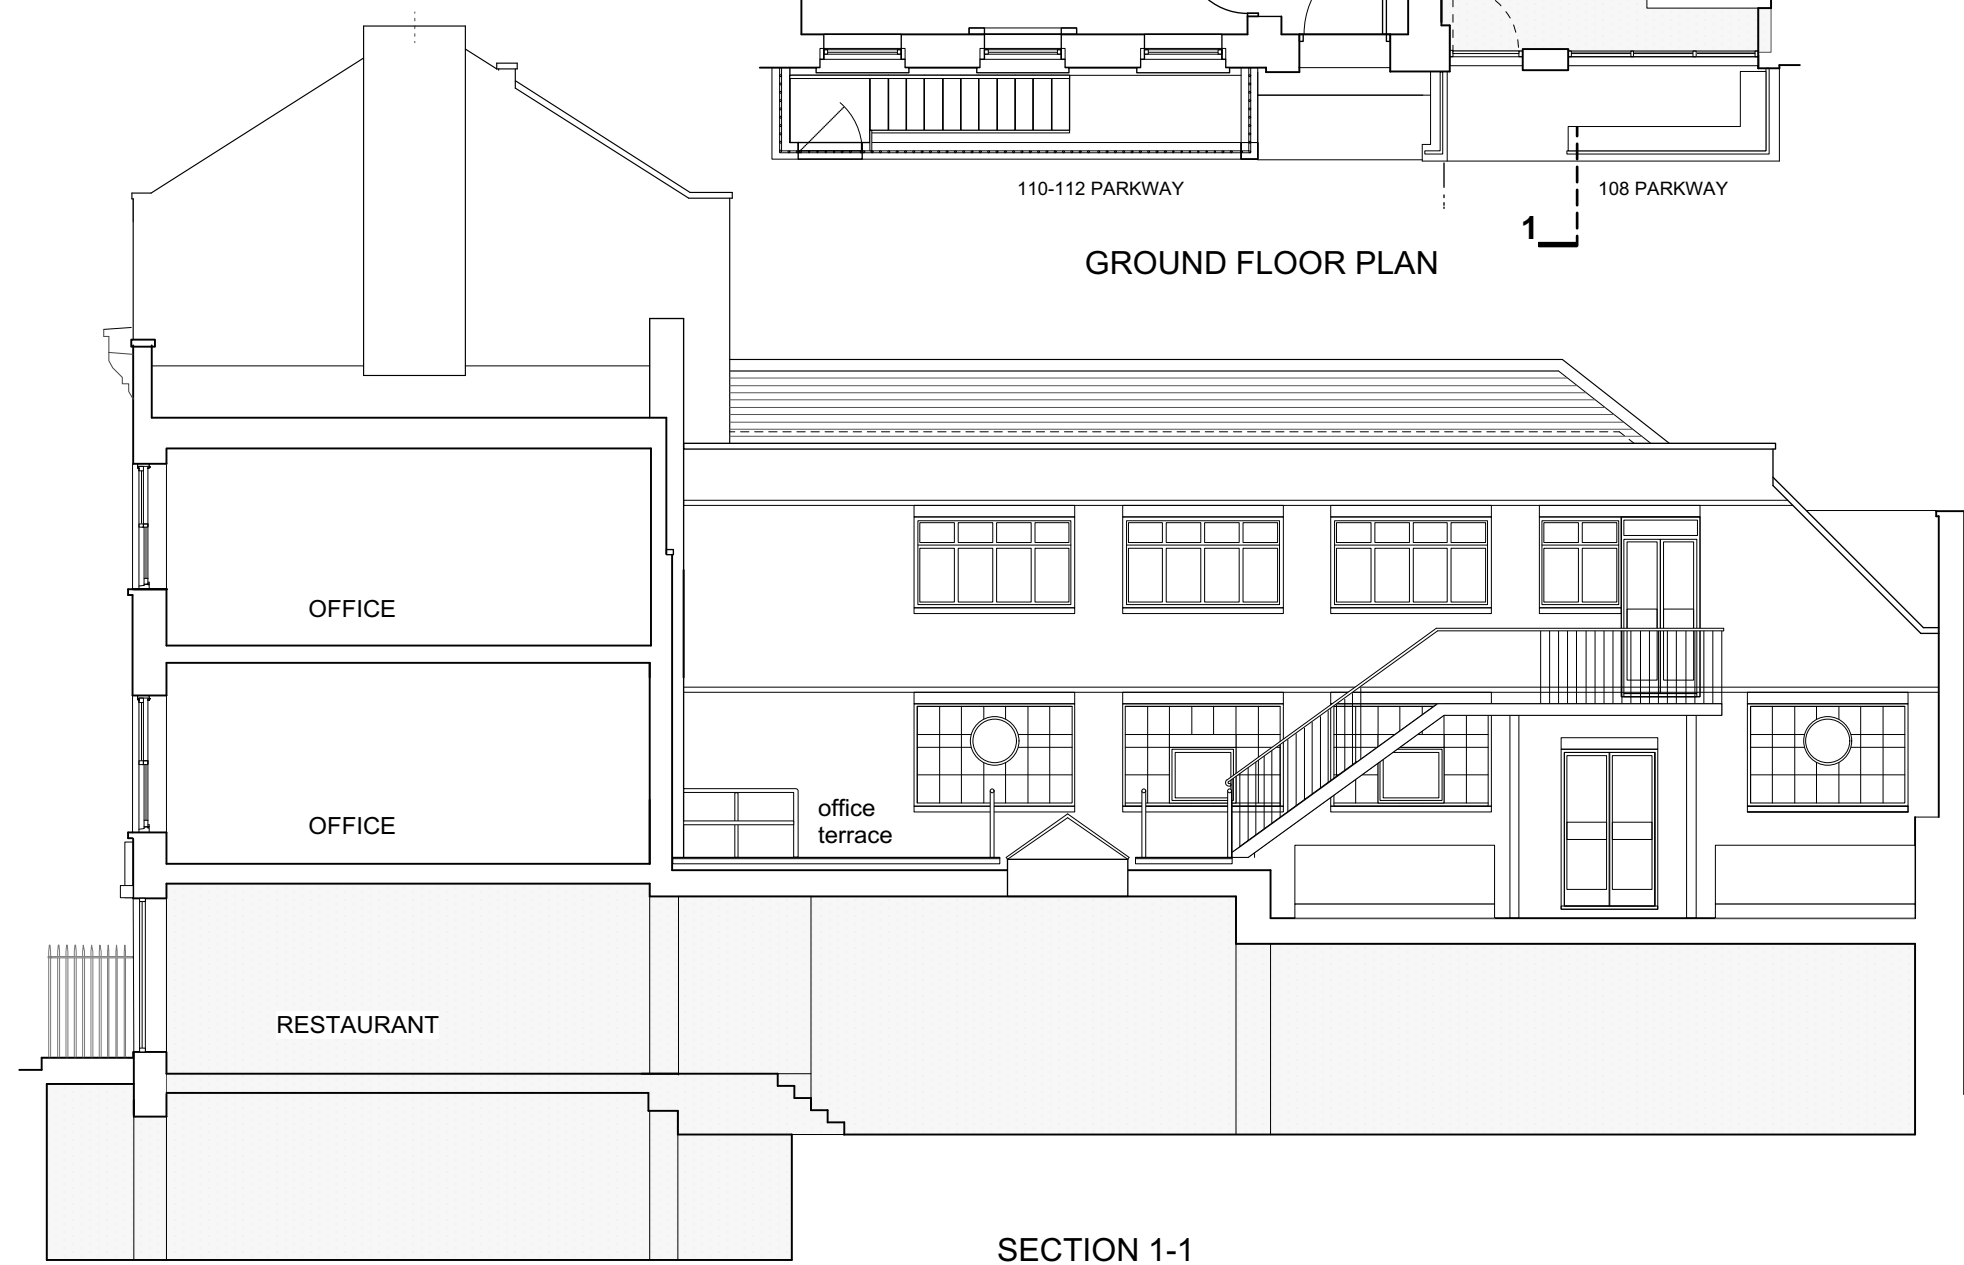 110-112 PARKWAY
108 PARKWAY
1
GROUND FLOOR PLAN
OFFICE
OFFICE
office
terrace
RESTAURANT
SECTION 1-1